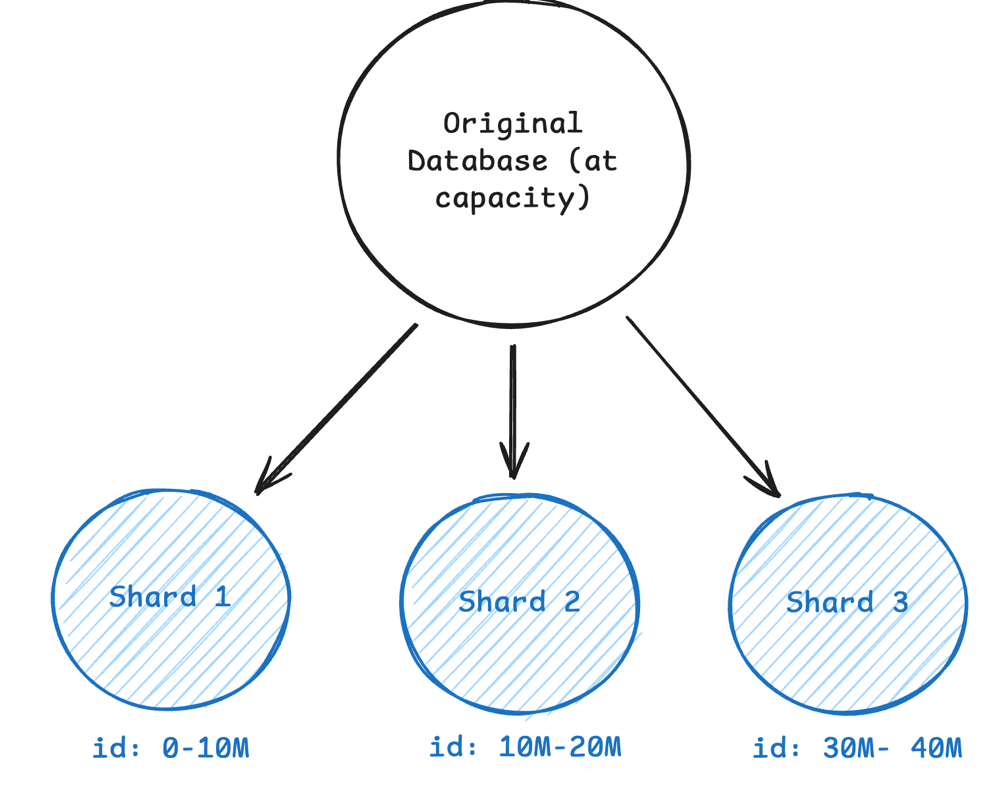 Original
Database (at
capacity)
Shard 1
Shard 2
Shard 3
id: 0-10M
id: 10M-20M
id: 30M- 40M